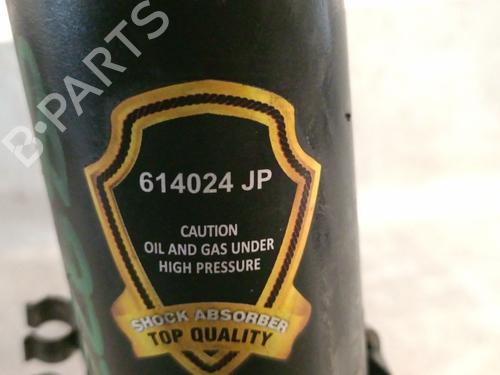 B-PARTS
614024 JP
CAUTION
OIL AND GAS UNDER
HIGH PRESSURE
SHOCK ABSORBER
TOP QUALITY